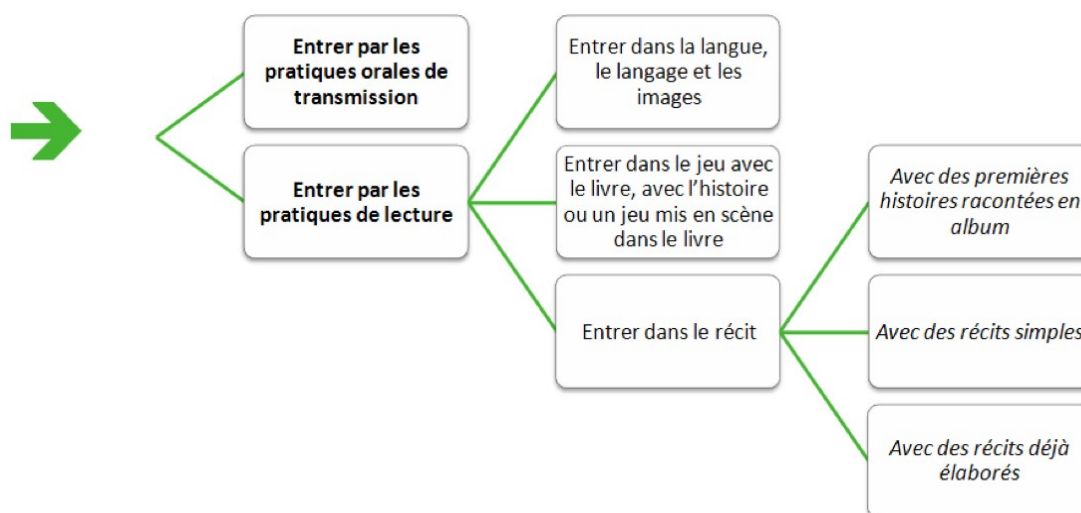 Entrer par les
pratiques orales de
transmission
Entrer par les
pratiques de lecture
Entrer dans la langue,
le langage et les
images
Entrer dans le jeu avec
le livre, avec l’histoire
ou un jeu mis en scène
dans le livre
Entrer dans le récit
Avec des premières
histoires racontées en
album
Avec des récits simples
Avec des récits déjà
élaborés